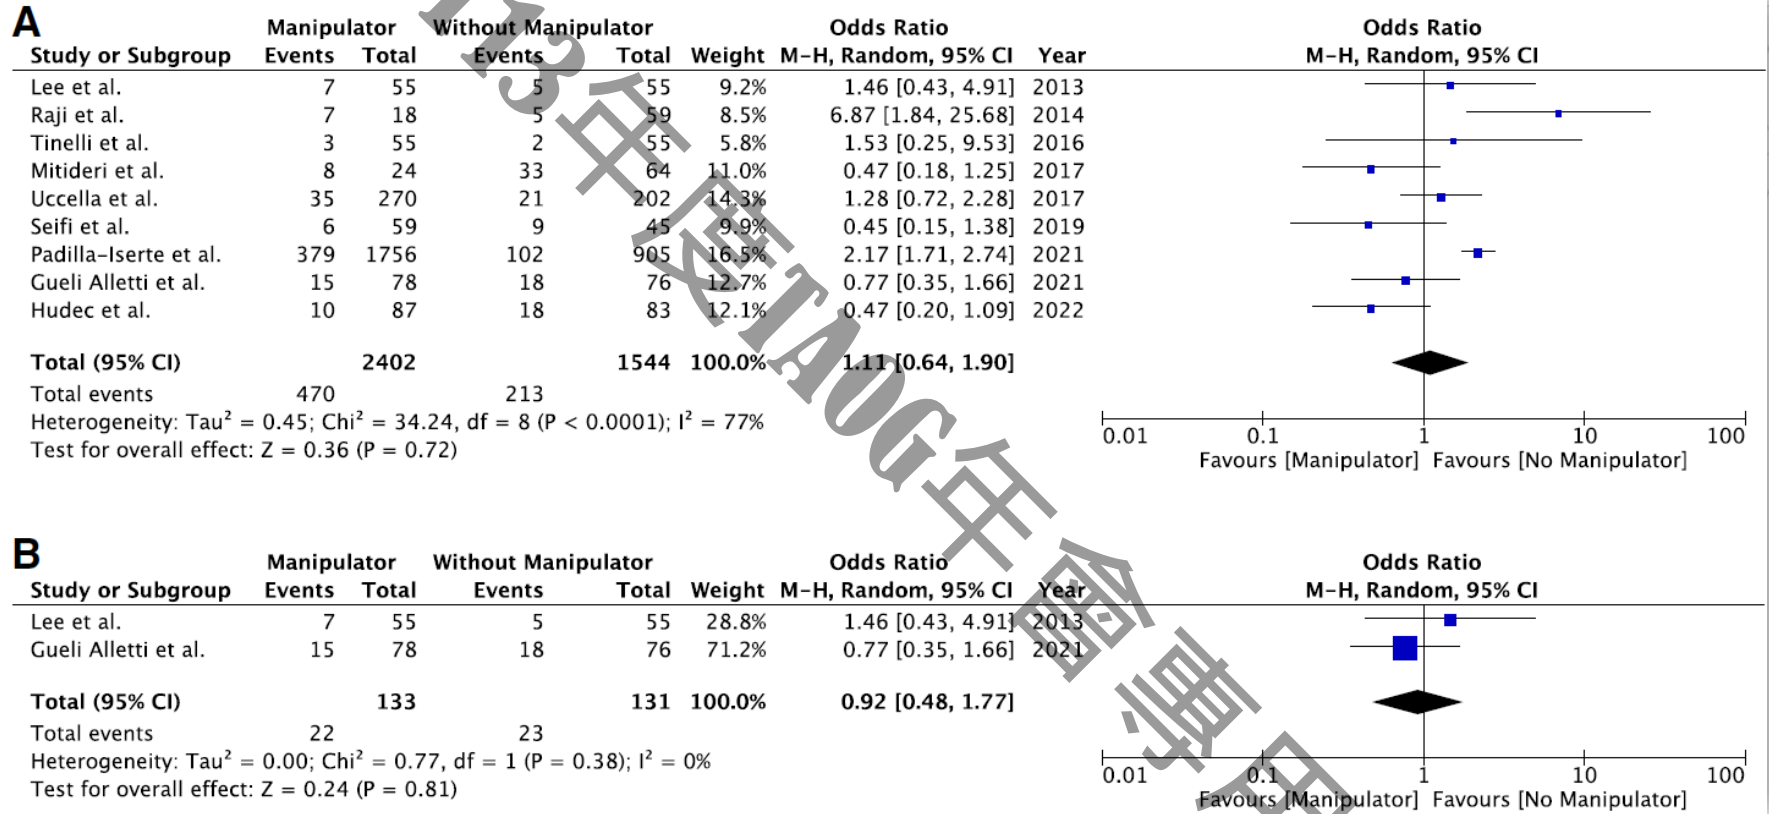 A
Manipulator Without Manipulator Odds Ratio Odds Ratio
Study or Subgroup Events Total Events Total Weight M-H, Random, 95% CI Year M-H, Random, 95% CI
Lee et al. 7 55 5 55 9.2% 1.46 [0.43, 4.91] 2013
Raji et al. 7 18 5 59 8.5% 6.87 [1.84, 25.68] 2014
Tinelli et al. 3 55 2 55 5.8% 1.53 [0.25, 9.53] 2016
Mitideri et al. 8 24 33 64 11.0% 0.47 [0.18, 1.25] 2017
Uccella et al. 35 270 21 202 14.3% 1.28 [0.72, 2.28] 2017
Seifi et al. 6 59 9 45 9.9% 0.45 [0.15, 1.38] 2019
Padilla-Iserte et al. 379 1756 102 905 16.5% 2.17 [1.71, 2.74] 2021
Gueli Alletti et al. 15 78 18 76 12.7% 0.77 [0.35, 1.66] 2021
Hudec et al. 10 87 18 83 12.1% 0.47 [0.20, 1.09] 2022
Total (95% CI) 2402 1544 100.0% 1.11 [0.64, 1.90]
Total events 470 213
Heterogeneity: Tau² = 0.45; Chi² = 34.24, df = 8 (P < 0.0001); I² = 77%
Test for overall effect: Z = 0.36 (P = 0.72)
0.01 0.1 1 10 100
Favours [Manipulator] Favours [No Manipulator]
B
Manipulator Without Manipulator Odds Ratio Odds Ratio
Study or Subgroup Events Total Events Total Weight M-H, Random, 95% CI Year M-H, Random, 95% CI
Lee et al. 7 55 5 55 28.8% 1.46 [0.43, 4.91] 2013
Gueli Alletti et al. 15 78 18 76 71.2% 0.77 [0.35, 1.66] 2021
Total (95% CI) 133 131 100.0% 0.92 [0.48, 1.77]
Total events 22 23
Heterogeneity: Tau² = 0.00; Chi² = 0.77, df = 1 (P = 0.38); I² = 0%
Test for overall effect: Z = 0.24 (P = 0.81)
0.01 0.1 1 10 100
Favours [Manipulator] Favours [No Manipulator]
113年度TAOG年會專用